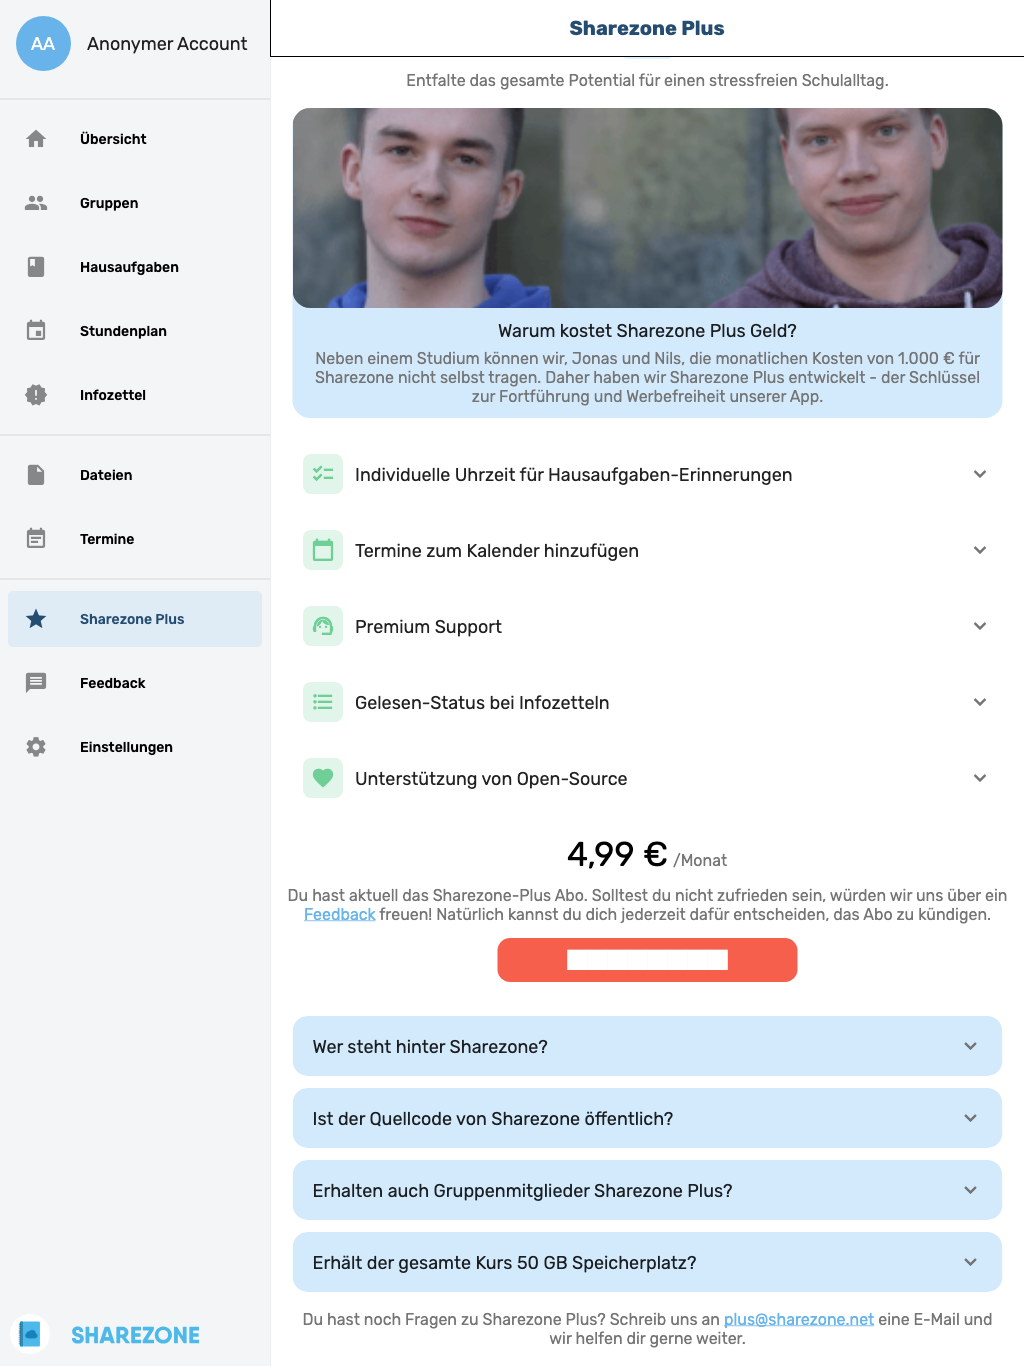 AA
Anonymer Account
Übersicht
Gruppen
Hausaufgaben
Stundenplan
Infozettel
Dateien
Termine
Sharezone Plus
Feedback
Einstellungen
SHAREZONE
Sharezone Plus
Entfalte das gesamte Potential für einen stressfreien Schulalltag.
Warum kostet Sharezone Plus Geld?
Neben einem Studium können wir, Jonas und Nils, die monatlichen Kosten von 1.000 € für
Sharezone nicht selbst tragen. Daher haben wir Sharezone Plus entwickelt - der Schlüssel
zur Fortführung und Werbefreiheit unserer App.
Individuelle Uhrzeit für Hausaufgaben-Erinnerungen
Termine zum Kalender hinzufügen
Premium Support
Gelesen-Status bei Infozetteln
Unterstützung von Open-Source
4,99 € /Monat
Du hast aktuell das Sharezone-Plus Abo. Solltest du nicht zufrieden sein, würden wir uns über ein
Feedback freuen! Natürlich kannst du dich jederzeit dafür entscheiden, das Abo zu kündigen.
Wer steht hinter Sharezone?
Ist der Quellcode von Sharezone öffentlich?
Erhalten auch Gruppenmitglieder Sharezone Plus?
Erhält der gesamte Kurs 50 GB Speicherplatz?
Du hast noch Fragen zu Sharezone Plus? Schreib uns an plus@sharezone.net eine E-Mail und
wir helfen dir gerne weiter.